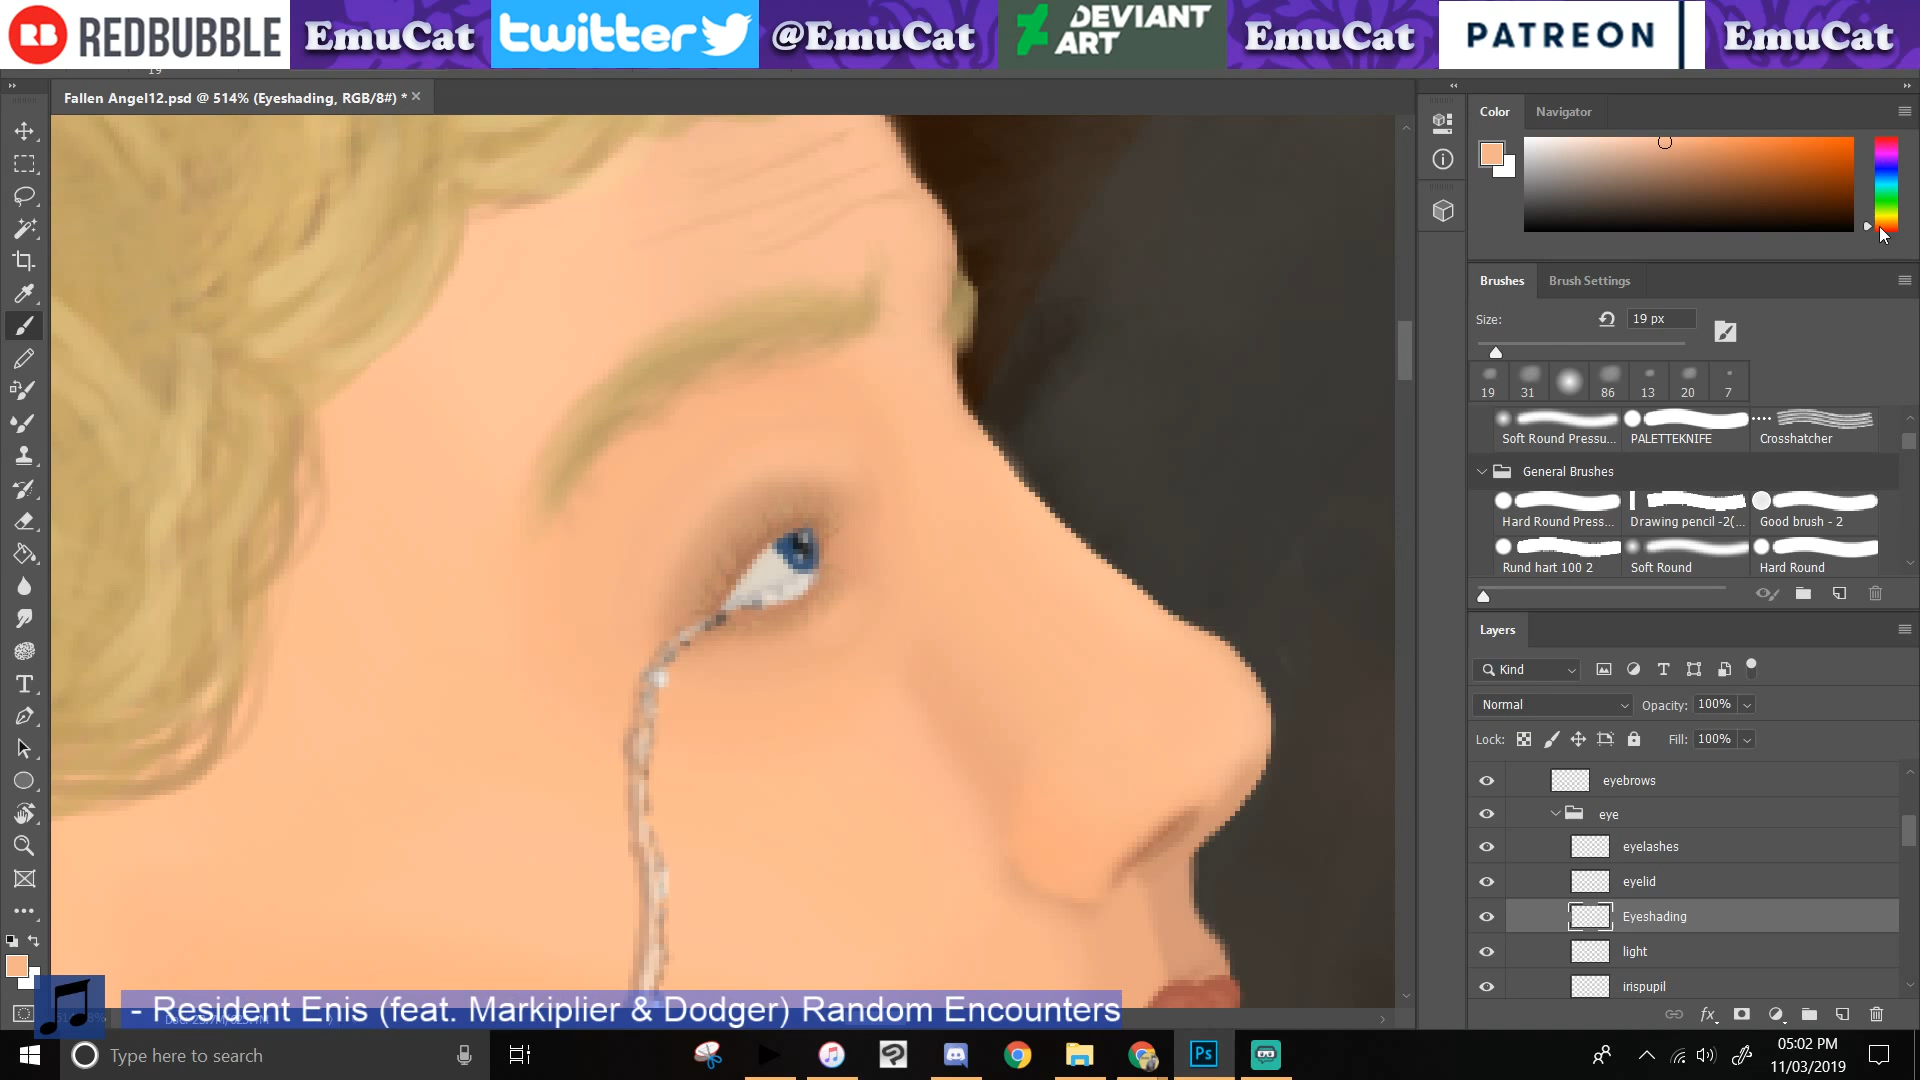 REDBUBBLE EmuCat twitter @EmuCat DEVIANT ART EmuCat PATREON EmuCat
19
Fallen Angel12.psd @ 514% (Eyeshading, RGB/8#) *
Color Navigator
Brushes Brush Settings
Size: 19 px
19 31 86 13 20 7
Soft Round Pressu... PALETTEKNIFE Crosshatcher
General Brushes
Hard Round Press... Drawing pencil -2(... Good brush - 2
Rund hart 100 2 Soft Round Hard Round
Layers
Kind
Normal Opacity: 100%
Lock: Fill: 100%
eyebrows
eye
eyelashes
eyelid
Eyeshading
light
irispupil
- Resident Enis (feat. Markiplier & Dodger) Random Encounters
Type here to search
05:02 PM
11/03/2019